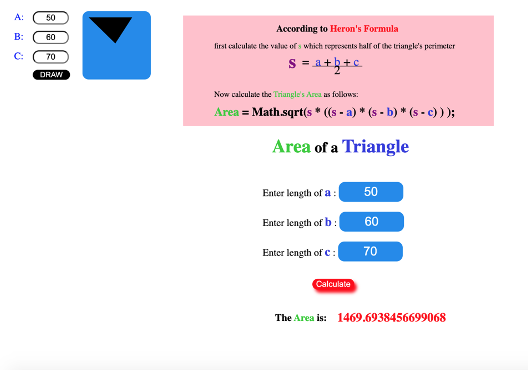 A: 50
B: 60
C: 70
DRAW
According to Heron's Formula
first calculate the value of s which represents half of the triangle's perimeter
s = a + b + c
2
Now calculate the Triangle's Area as follows:
Area = Math.sqrt(s * ((s - a) * (s - b) * (s - c) ) );
Area of a Triangle
Enter length of a : 50
Enter length of b : 60
Enter length of c : 70
Calculate
The Area is: 1469.6938456699068